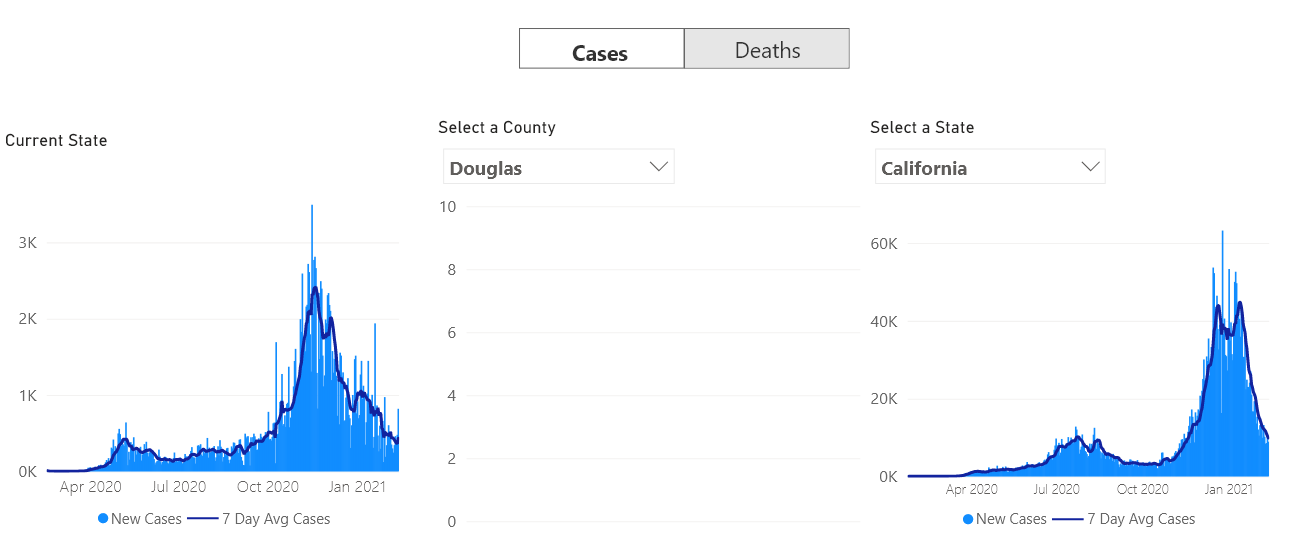 Cases Deaths
Current State
3K
2K
1K
0K
Apr 2020 Jul 2020 Oct 2020 Jan 2021
New Cases 7 Day Avg Cases
Select a County
Douglas
10
8
6
4
2
0
Select a State
California
60K
40K
20K
0K
Apr 2020 Jul 2020 Oct 2020 Jan 2021
New Cases 7 Day Avg Cases